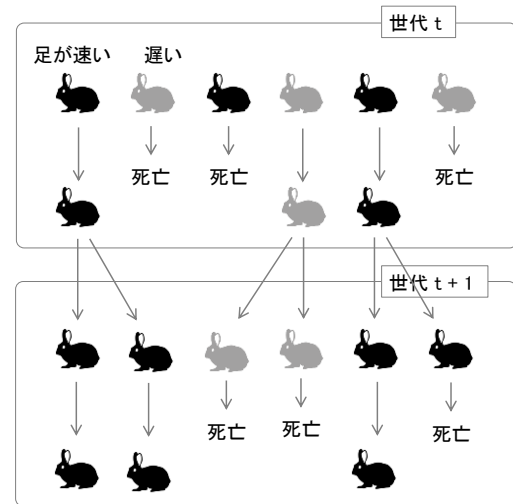 世代 t
足が速い 遅い
死亡 死亡 死亡
世代 t + 1
死亡 死亡 死亡